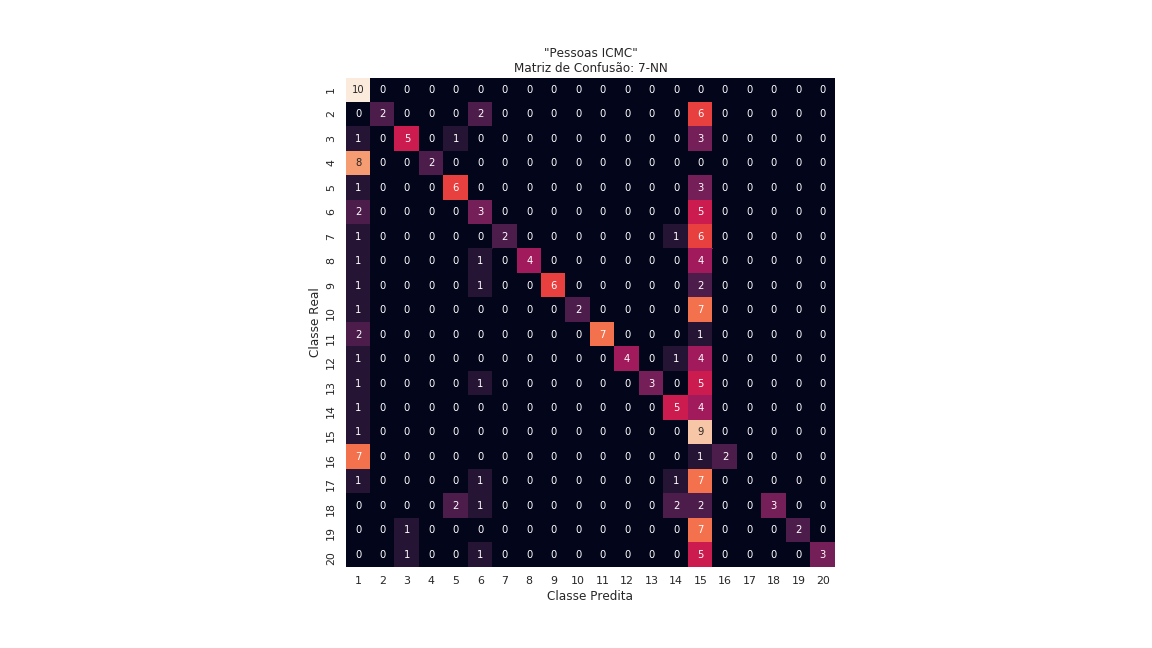 "Pessoas ICMC"
Matriz de Confusão: 7-NN
Classe Real
1 10 0 0 0 0 0 0 0 0 0 0 0 0 0 0 0 0 0 0 0
2 0 2 0 0 0 2 0 0 0 0 0 0 0 0 6 0 0 0 0 0
3 1 0 5 0 1 0 0 0 0 0 0 0 0 0 3 0 0 0 0 0
4 8 0 0 2 0 0 0 0 0 0 0 0 0 0 0 0 0 0 0 0
5 1 0 0 0 6 0 0 0 0 0 0 0 0 0 3 0 0 0 0 0
6 2 0 0 0 0 3 0 0 0 0 0 0 0 0 5 0 0 0 0 0
7 1 0 0 0 0 0 2 0 0 0 0 0 0 1 6 0 0 0 0 0
8 1 0 0 0 0 1 0 4 0 0 0 0 0 0 4 0 0 0 0 0
9 1 0 0 0 0 1 0 0 6 0 0 0 0 0 2 0 0 0 0 0
10 1 0 0 0 0 0 0 0 0 2 0 0 0 0 7 0 0 0 0 0
11 2 0 0 0 0 0 0 0 0 0 7 0 0 0 1 0 0 0 0 0
12 1 0 0 0 0 0 0 0 0 0 0 4 0 1 4 0 0 0 0 0
13 1 0 0 0 0 1 0 0 0 0 0 0 3 0 5 0 0 0 0 0
14 1 0 0 0 0 0 0 0 0 0 0 0 0 5 4 0 0 0 0 0
15 1 0 0 0 0 0 0 0 0 0 0 0 0 0 9 0 0 0 0 0
16 7 0 0 0 0 0 0 0 0 0 0 0 0 0 1 2 0 0 0 0
17 1 0 0 0 0 1 0 0 0 0 0 0 0 1 7 0 0 0 0 0
18 0 0 0 0 2 1 0 0 0 0 0 0 0 2 2 0 0 3 0 0
19 0 0 1 0 0 0 0 0 0 0 0 0 0 0 7 0 0 0 2 0
20 0 0 1 0 0 1 0 0 0 0 0 0 0 0 5 0 0 0 0 3
1 2 3 4 5 6 7 8 9 10 11 12 13 14 15 16 17 18 19 20
Classe Predita